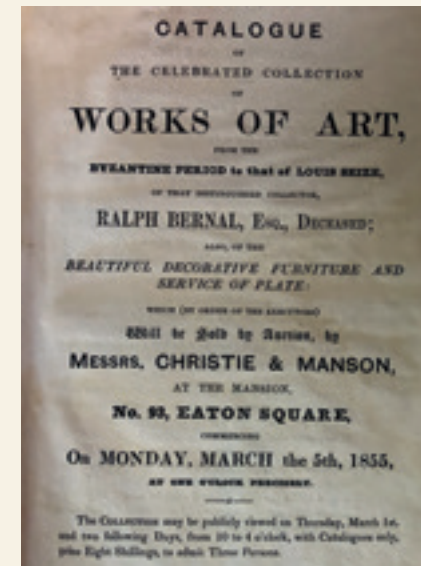 CATALOGUE
OF
THE CELEBRATED COLLECTION
OF
WORKS OF ART,
FROM THE
BYZANTINE PERIOD to that of LOUIS SEIZE,
OF THAT DISTINGUISHED COLLECTOR,
RALPH BERNAL, ESQ., DECEASED;
ALSO, OF THE
BEAUTIFUL DECORATIVE FURNITURE AND
SERVICE OF PLATE:
WHICH (BY ORDER OF THE EXECUTORS)
Will be Sold by Auction, by
MESSRS. CHRISTIE & MANSON,
AT THE MANSION,
No. 93, EATON SQUARE,
COMMENCING
On MONDAY, MARCH the 5th, 1855,
AT ONE O'CLOCK PRECISELY.
The COLLECTION may be publicly viewed on Thursday, March 1st,
and two following Days, from 10 to 4 o'clock, with Catalogues only,
price Eight Shillings, to admit Three Persons.